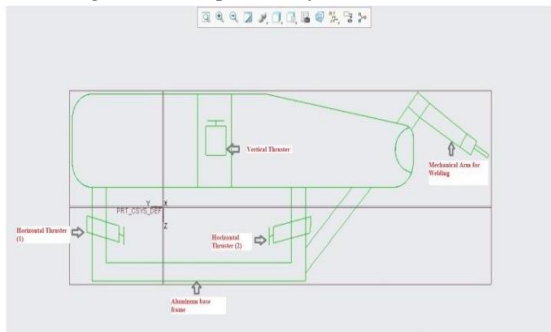 Vertical Thruster
Mechanical Arm for
Welding
Y
X
PRT_CSYS_DEF
Z
Horizontal Thruster
(1)
Horizontal
Thruster (2)
Aluminum base
frame